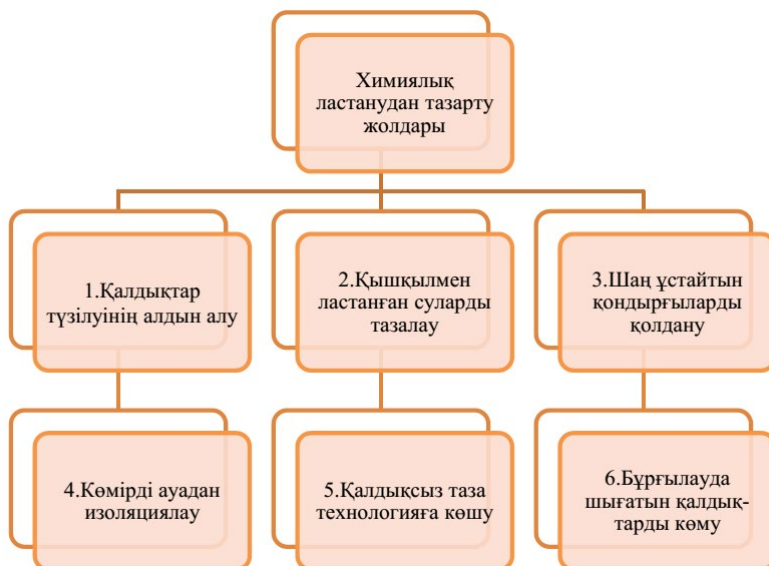 Химиялық
ластанудан тазарту
жолдары
1.Қалдықтар
түзілуінің алдын алу
2.Қышқылмен
ластанған суларды
тазалау
3.Шаң ұстайтын
қондырғыларды
қолдану
4.Көмірді ауадан
изоляциялау
5.Қалдықсыз таза
технологияға көшу
6.Бұрғылауда
шығатын қалдық-
тарды көму